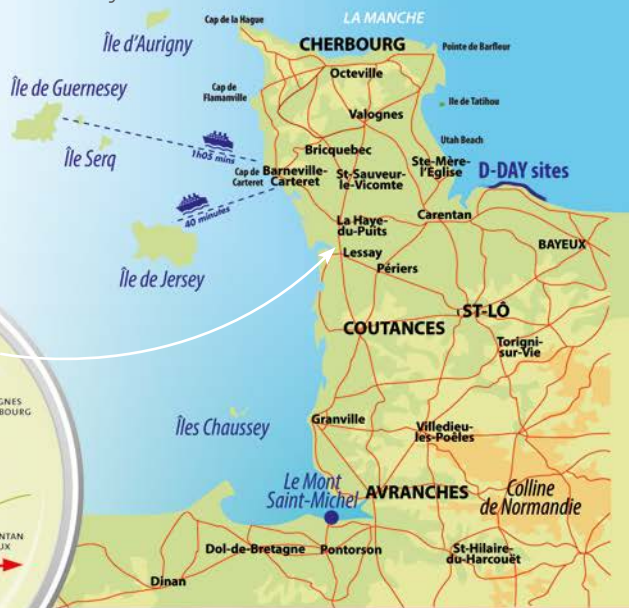 LA MANCHE
Cap de la Hague
Île d'Aurigny
CHERBOURG
Pointe de Barfleur
Octeville
Île de Guernesey
Cap de
Flamanville
Ile de Tatihou
Valognes
Utah Beach
Île Serq
1h05 mins
Bricquebec
Ste-Mère-
l'Eglise
D-DAY sites
Cap de
Carteret
Barneville-
Carteret
St-Sauveur-
le-Vicomte
40 minutes
La Haye-
du-Puits
Carentan
BAYEUX
Lessay
Île de Jersey
Périers
ST-LÔ
COUTANCES
Torigni-
sur-Vie
GNES
BOURG
Îles Chaussey
Granville
Villedieu-
les-Poêles
Le Mont
Saint-Michel
AVRANCHES
Colline
de Normandie
NTAN
UX
Dol-de-Bretagne
Pontorson
St-Hilaire-
du-Harcouët
Dinan